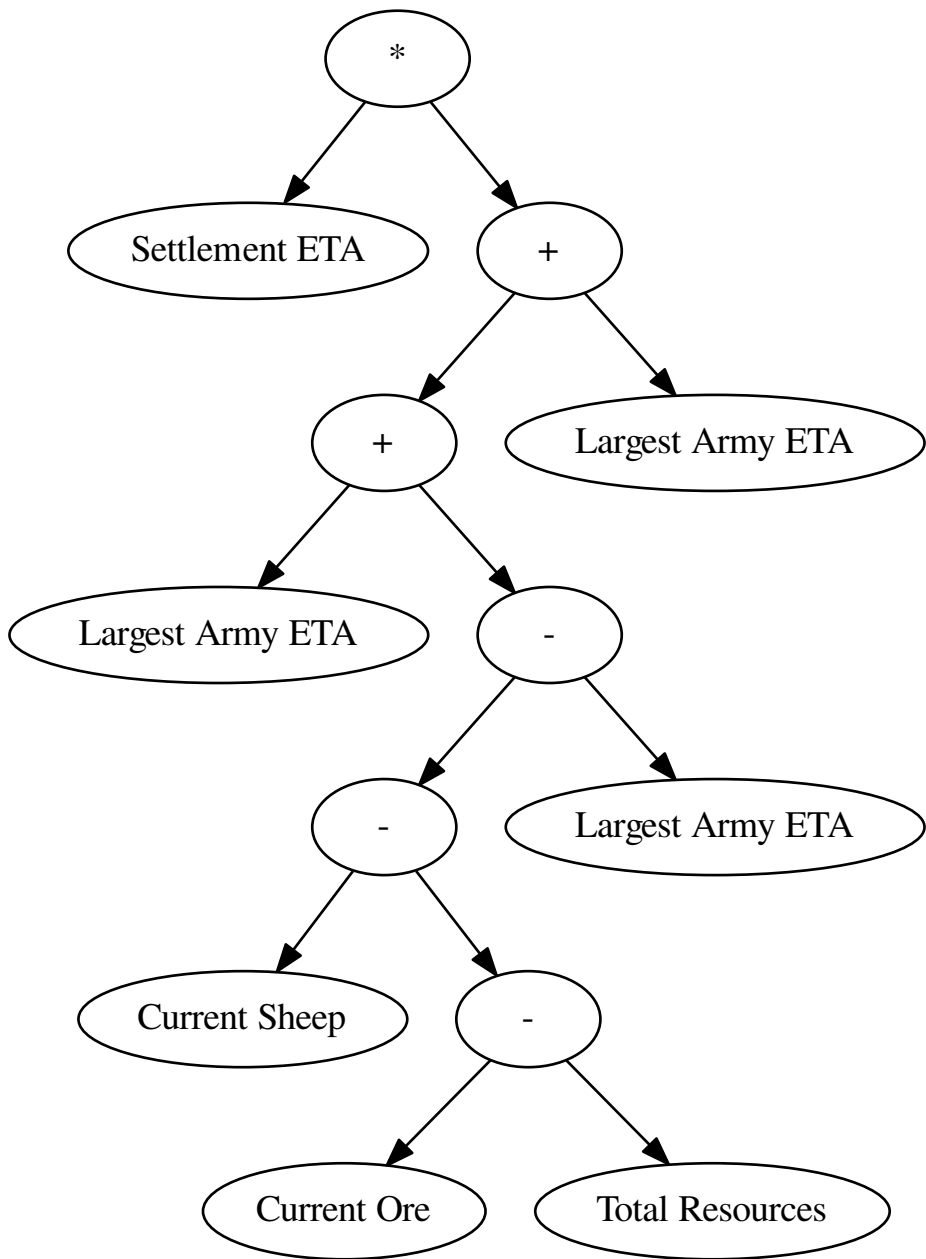 *
Settlement ETA
+
+
Largest Army ETA
Largest Army ETA
-
-
Largest Army ETA
Current Sheep
-
Current Ore
Total Resources